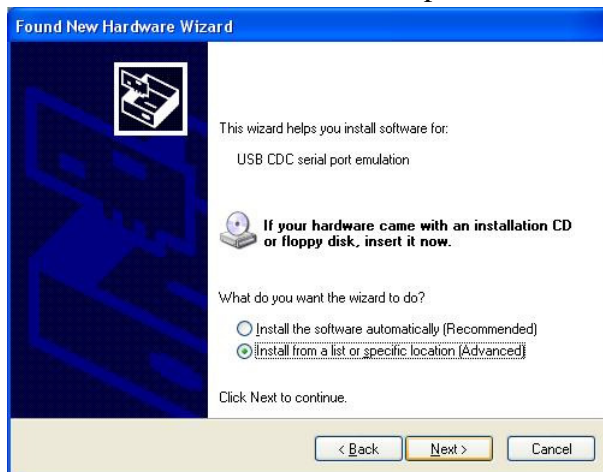 Found New Hardware Wizard
This wizard helps you install software for:
USB CDC serial port emulation
If your hardware came with an installation CD
or floppy disk, insert it now.
What do you want the wizard to do?
Install the software automatically (Recommended)
Install from a list or specific location (Advanced)
Click Next to continue.
< Back Next > Cancel